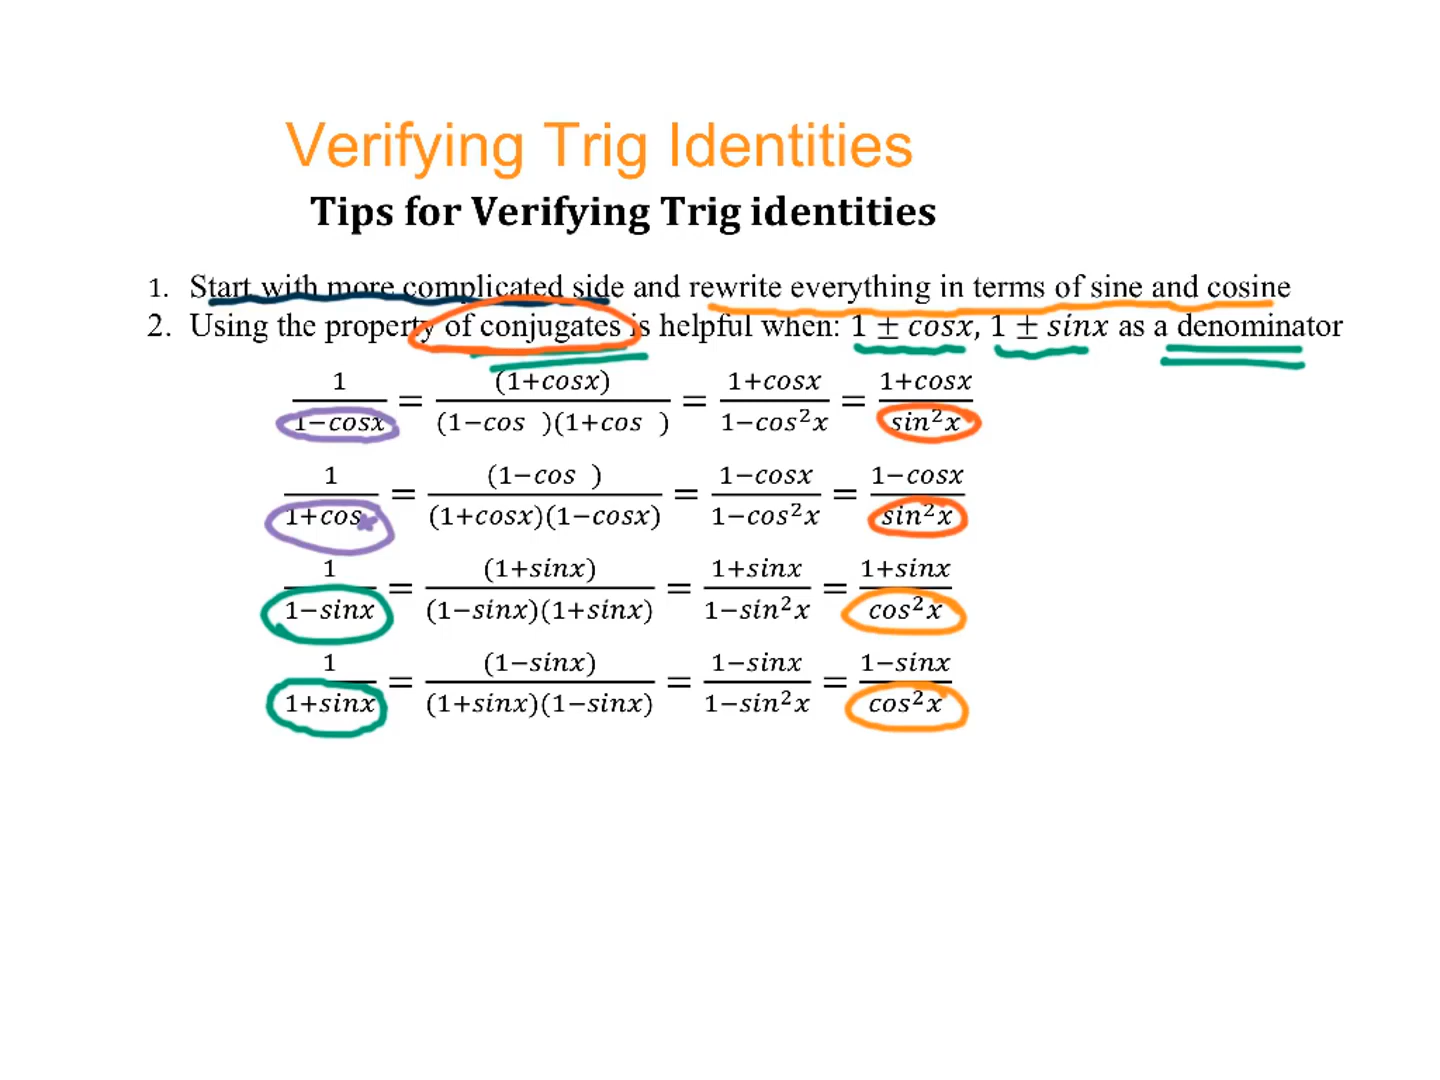 Verifying Trig Identities
Tips for Verifying Trig identities
1. Start with more complicated side and rewrite everything in terms of sine and cosine
2. Using the property of conjugates is helpful when: 1 ± cosx, 1 ± sinx as a denominator
1/(1−cosx) = (1+cosx)/((1−cos )(1+cos )) = (1+cosx)/(1−cos²x) = (1+cosx)/(sin²x)
1/(1+cosx) = (1−cos )/((1+cosx)(1−cosx)) = (1−cosx)/(1−cos²x) = (1−cosx)/(sin²x)
1/(1−sinx) = (1+sinx)/((1−sinx)(1+sinx)) = (1+sinx)/(1−sin²x) = (1+sinx)/(cos²x)
1/(1+sinx) = (1−sinx)/((1+sinx)(1−sinx)) = (1−sinx)/(1−sin²x) = (1−sinx)/(cos²x)